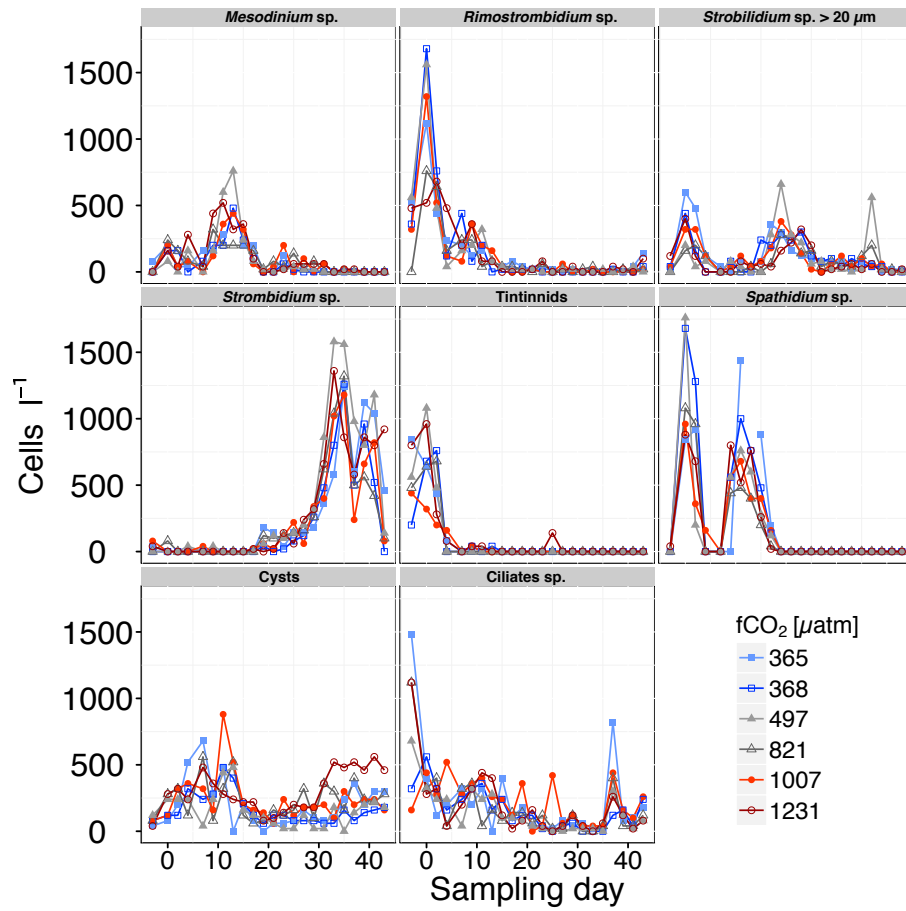 Mesodinium sp.
Rimostrombidium sp.
Strobilidium sp. > 20 µm
1500
1000
500
0
Strombidium sp.
Tintinnids
Spathidium sp.
1500
1000
500
0
Cells l⁻¹
Cysts
Ciliates sp.
1500
1000
500
0
0 10 20 30 40
0 10 20 30 40
Sampling day
fCO₂ [µatm]
365
368
497
821
1007
1231